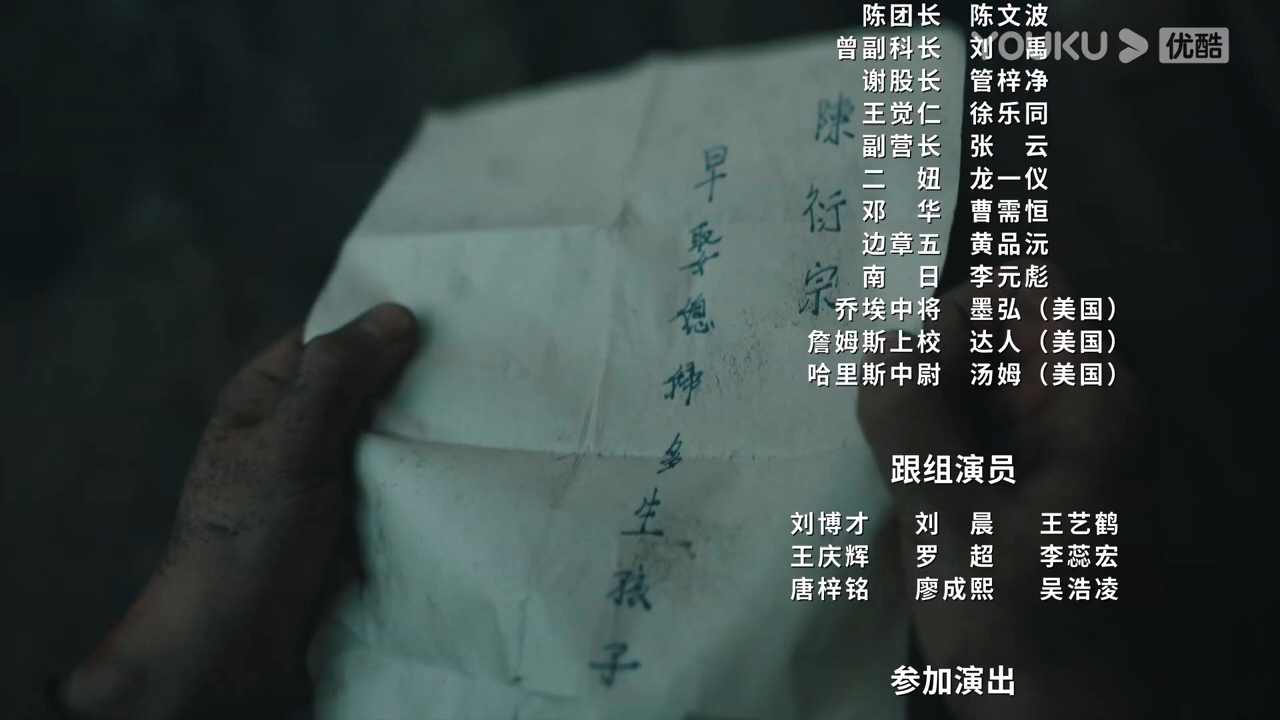 YOUKU 优酷
陈团长 陈文波
曾副科长 刘 禹
谢股长 管梓净
王觉仁 徐乐同
副营长 张 云
二 妞 龙一仪
邓 华 曹需恒
边章五 黄品沅
南 日 李元彪
乔埃中将 墨弘（美国）
詹姆斯上校 达人（美国）
哈里斯中尉 汤姆（美国）
跟组演员
刘博才 刘 晨 王艺鹤
王庆辉 罗 超 李蕊宏
唐梓铭 廖成熙 吴浩凌
参加演出
陳衍宗
早娶媳婦多生孩子